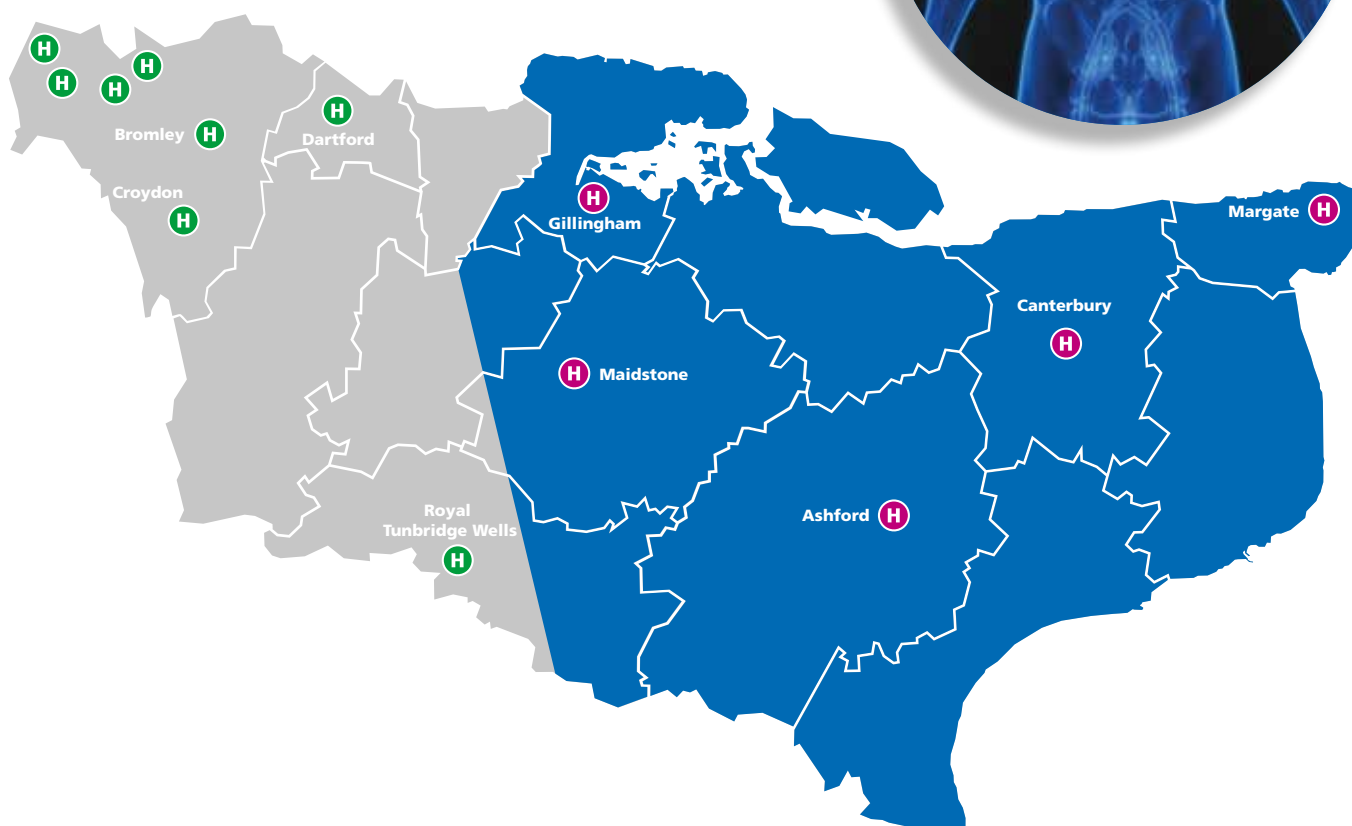 H
H
H
H
Bromley H
H
Dartford
Croydon
H
H
Gillingham
Margate H
Canterbury
H
H Maidstone
Royal
Tunbridge Wells
H
Ashford H